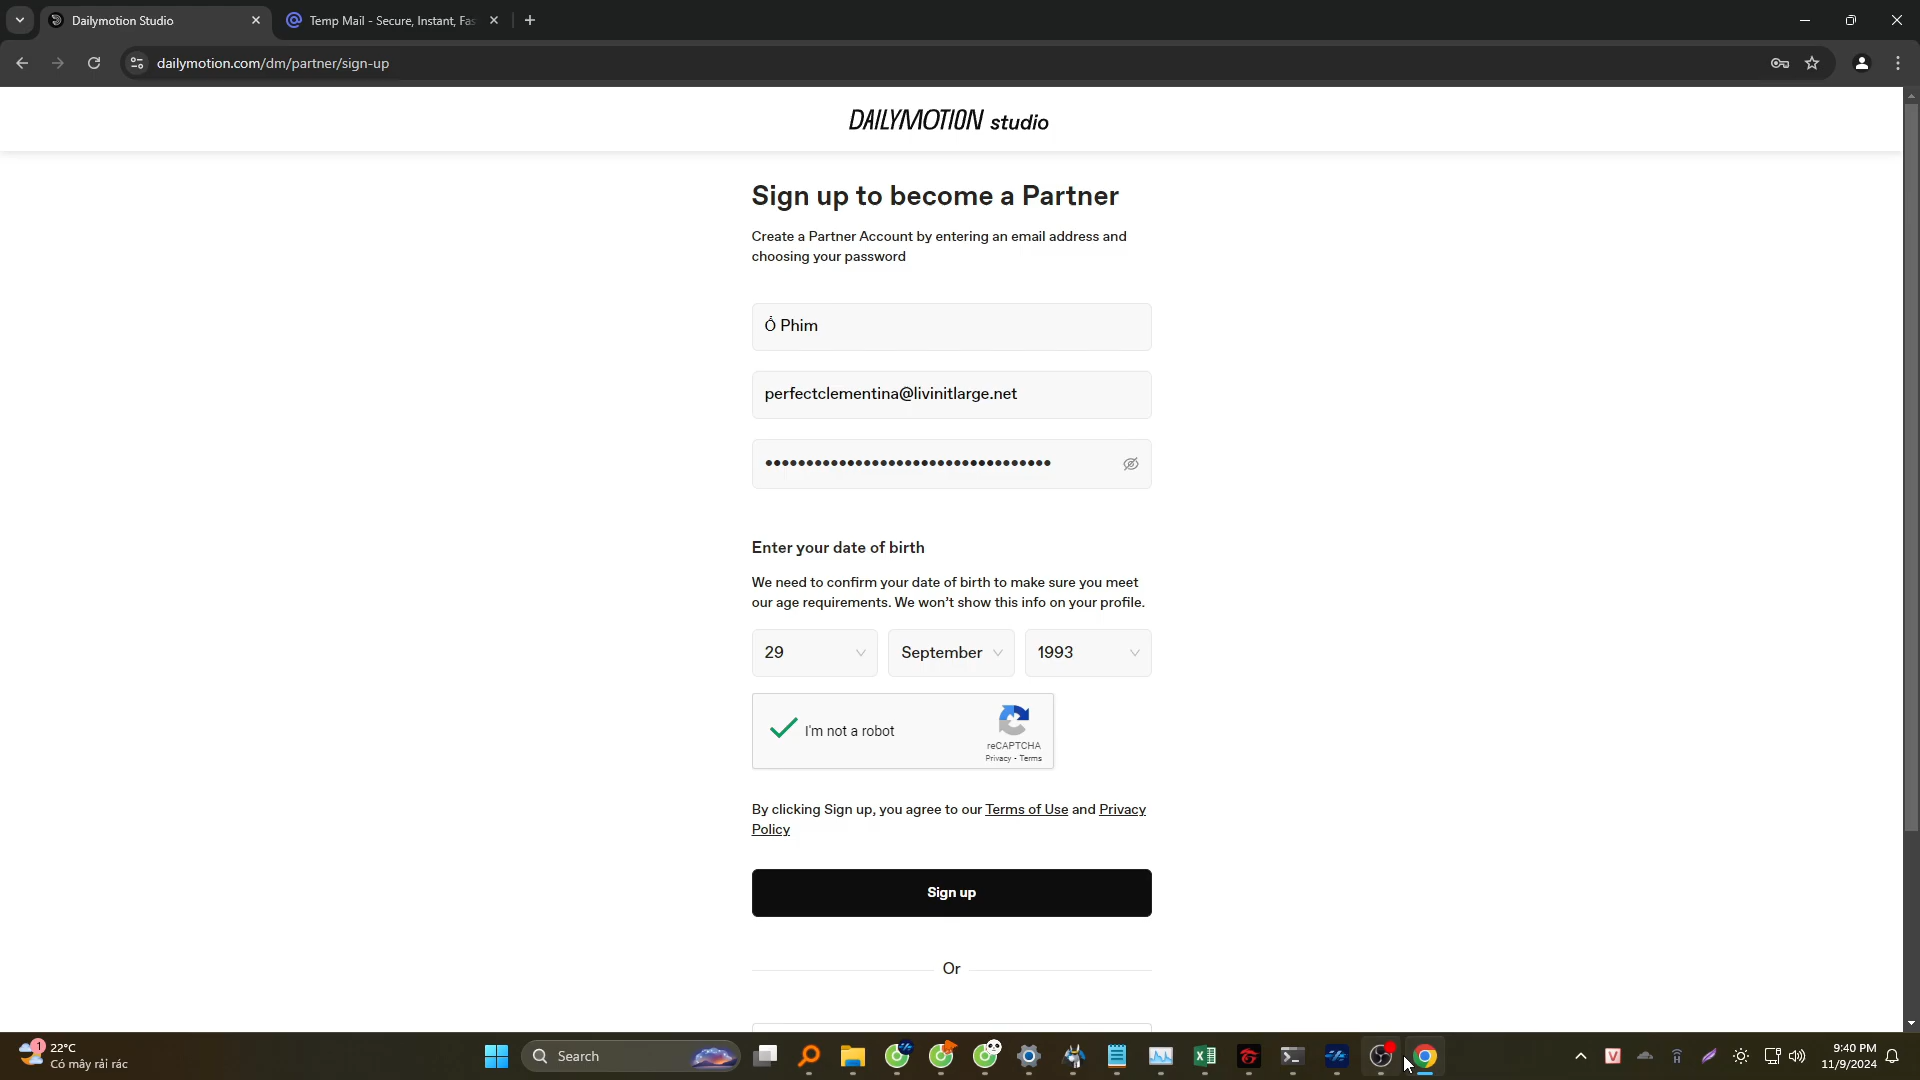 Dailymotion Studio
Temp Mail - Secure, Instant, Fas
dailymotion.com/dm/partner/sign-up
DAILYMOTION studio
Sign up to become a Partner
Create a Partner Account by entering an email address and
choosing your password
Ổ Phim
perfectclementina@livinitlarge.net
Enter your date of birth
We need to confirm your date of birth to make sure you meet
our age requirements. We won't show this info on your profile.
29 September 1993
I'm not a robot
reCAPTCHA
Privacy - Terms
By clicking Sign up, you agree to our Terms of Use and Privacy
Policy
Sign up
Or
1
22°C
Có mây rải rác
Search
V
9:40 PM
11/9/2024